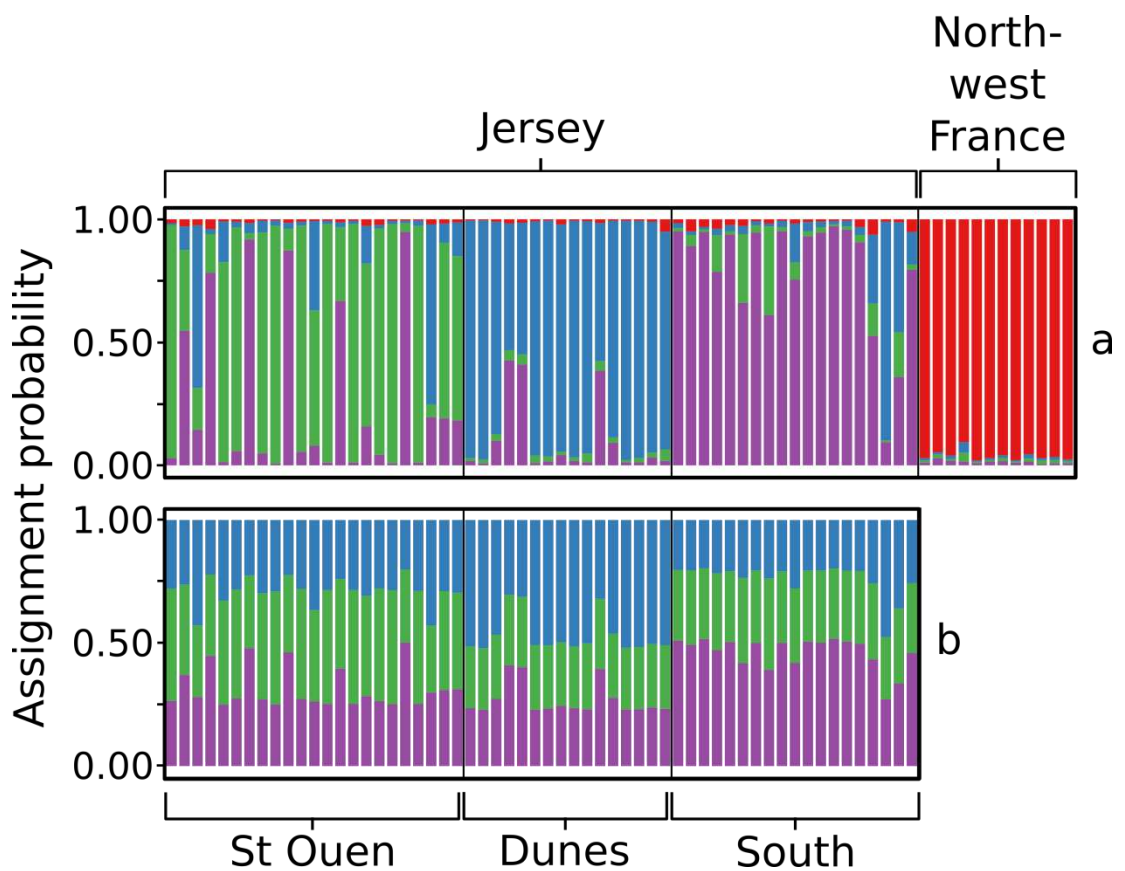 North-
west
France
Jersey
Assignment probability
1.00
0.50
0.00
a
1.00
0.50
0.00
b
St Ouen
Dunes
South